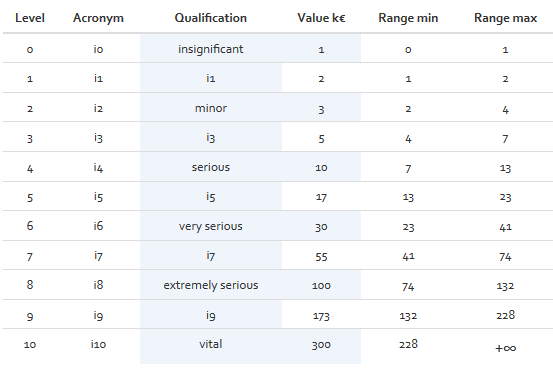 Level Acronym Qualification Value k€ Range min Range max
0 i0 insignificant 1 0 1
1 i1 i1 2 1 2
2 i2 minor 3 2 4
3 i3 i3 5 4 7
4 i4 serious 10 7 13
5 i5 i5 17 13 23
6 i6 very serious 30 23 41
7 i7 i7 55 41 74
8 i8 extremely serious 100 74 132
9 i9 i9 173 132 228
10 i10 vital 300 228 +∞